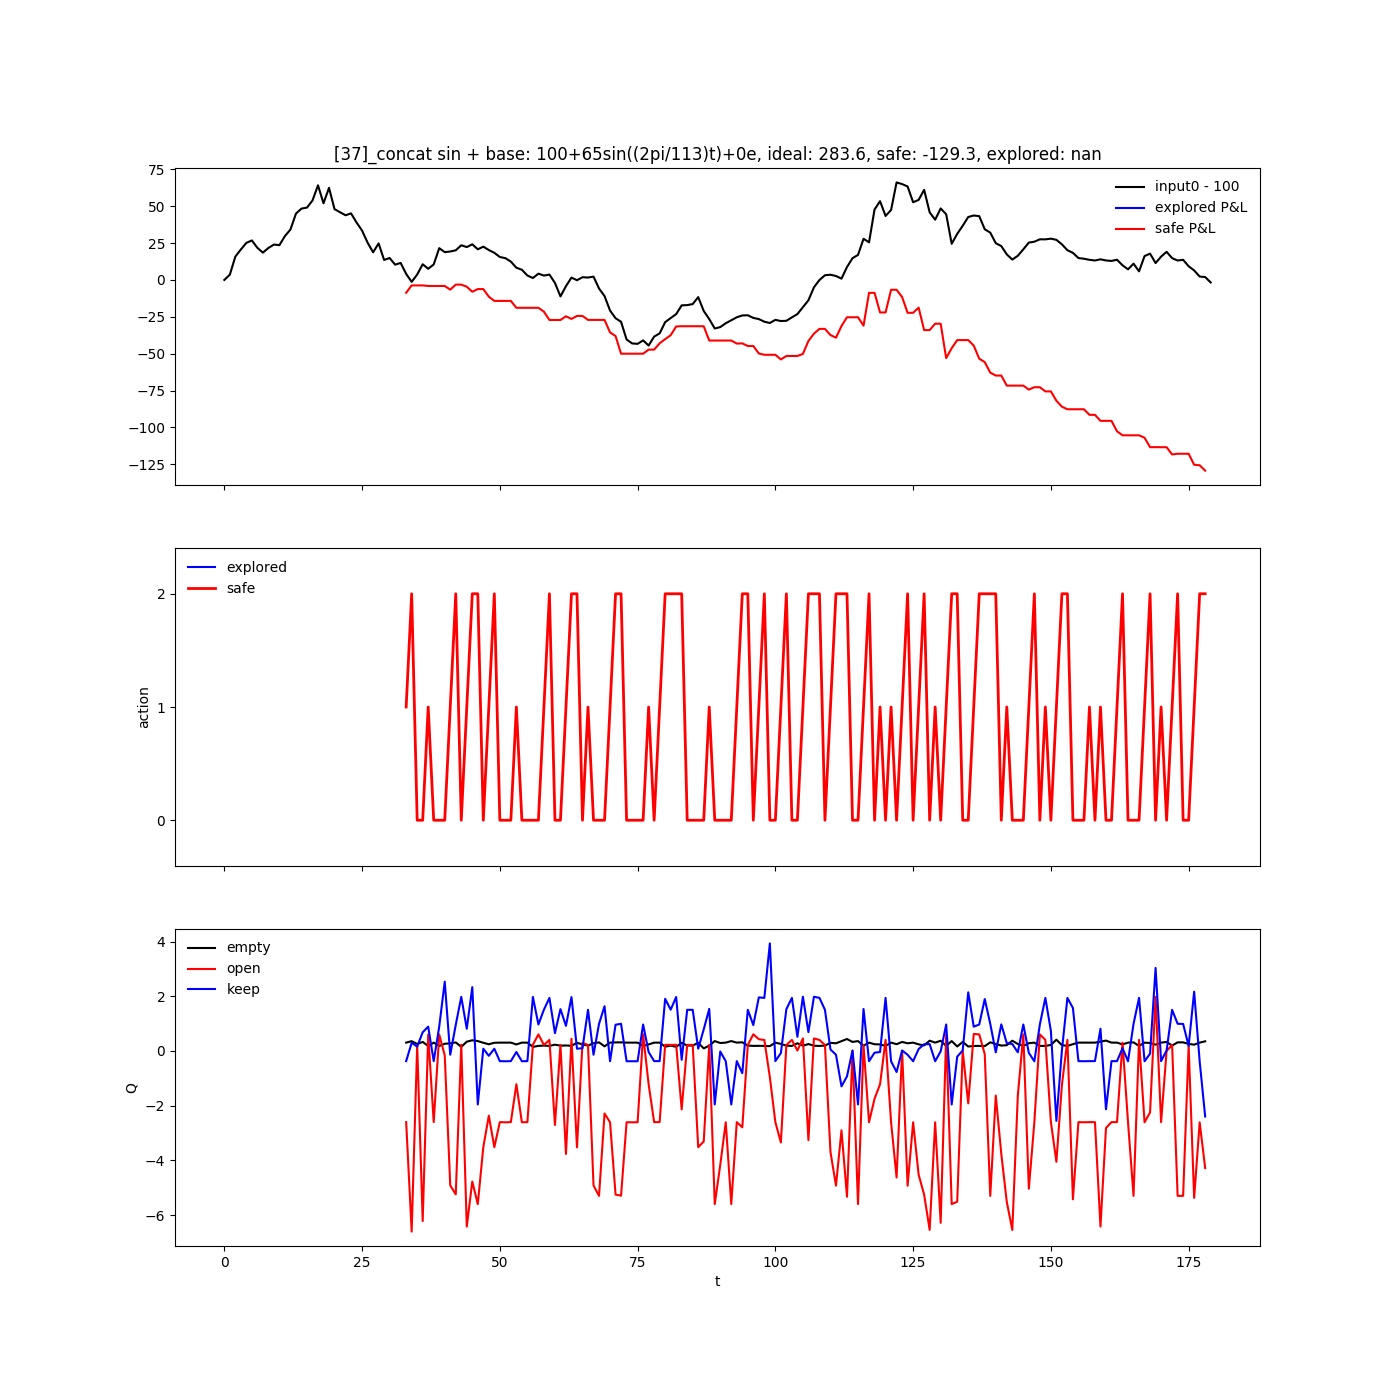 [37]_concat sin + base: 100+65sin((2pi/113)t)+0e, ideal: 283.6, safe: -129.3, explored: nan
75
50
25
0
−25
−50
−75
−100
−125
input0 - 100
explored P&L
safe P&L
2
1
0
action
explored
safe
4
2
0
−2
−4
−6
Q
empty
open
keep
0 25 50 75 100 125 150 175
t